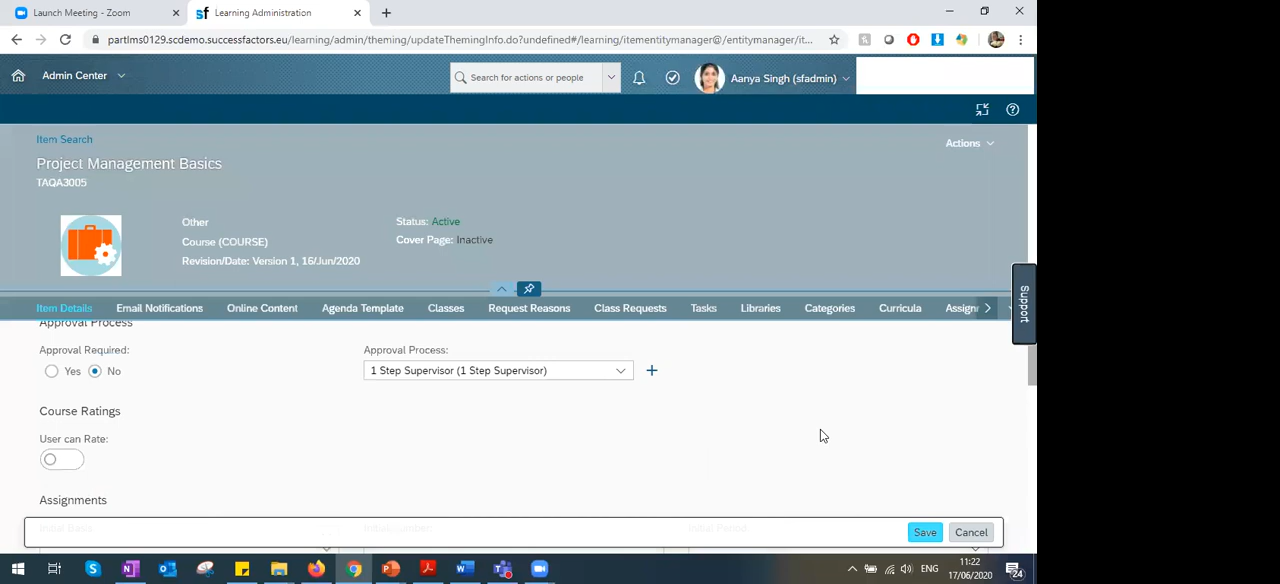 Launch Meeting - Zoom
Learning Administration
partlms0129.scdemo.successfactors.eu/learning/admin/theming/updateThemingInfo.do?undefined#/learning/itementitymanager@/entitymanager/it...
Admin Center
Search for actions or people
Aanya Singh (sfadmin)
Item Search
Actions
Project Management Basics
TAQA3005
Other
Course (COURSE)
Revision/Date: Version 1, 16/Jun/2020
Status: Active
Cover Page: Inactive
Support
Item Details Email Notifications Online Content Agenda Template Classes Request Reasons Class Requests Tasks Libraries Categories Curricula Assign
Approval Process
Approval Required:
Yes No
Approval Process:
1 Step Supervisor (1 Step Supervisor)
Course Ratings
User can Rate:
Assignments
Initial Basis:
Initial Number:
Initial Period:
Save Cancel
ENG
11:22
17/06/2020
24